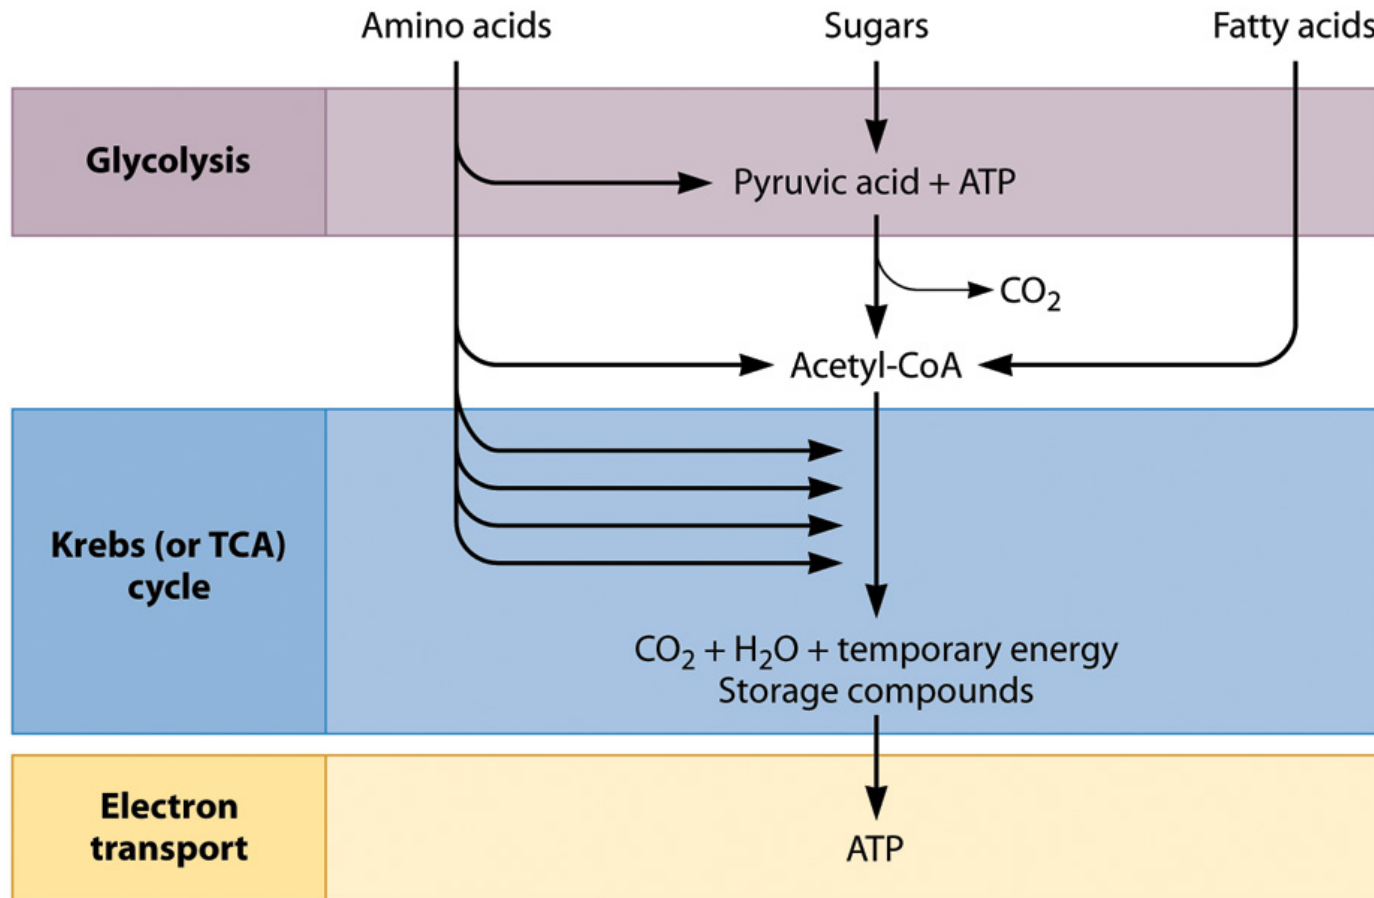 Amino acids
Sugars
Fatty acids
Glycolysis
Pyruvic acid + ATP
CO₂
Acetyl-CoA
Krebs (or TCA)
cycle
CO₂ + H₂O + temporary energy
Storage compounds
Electron
transport
ATP